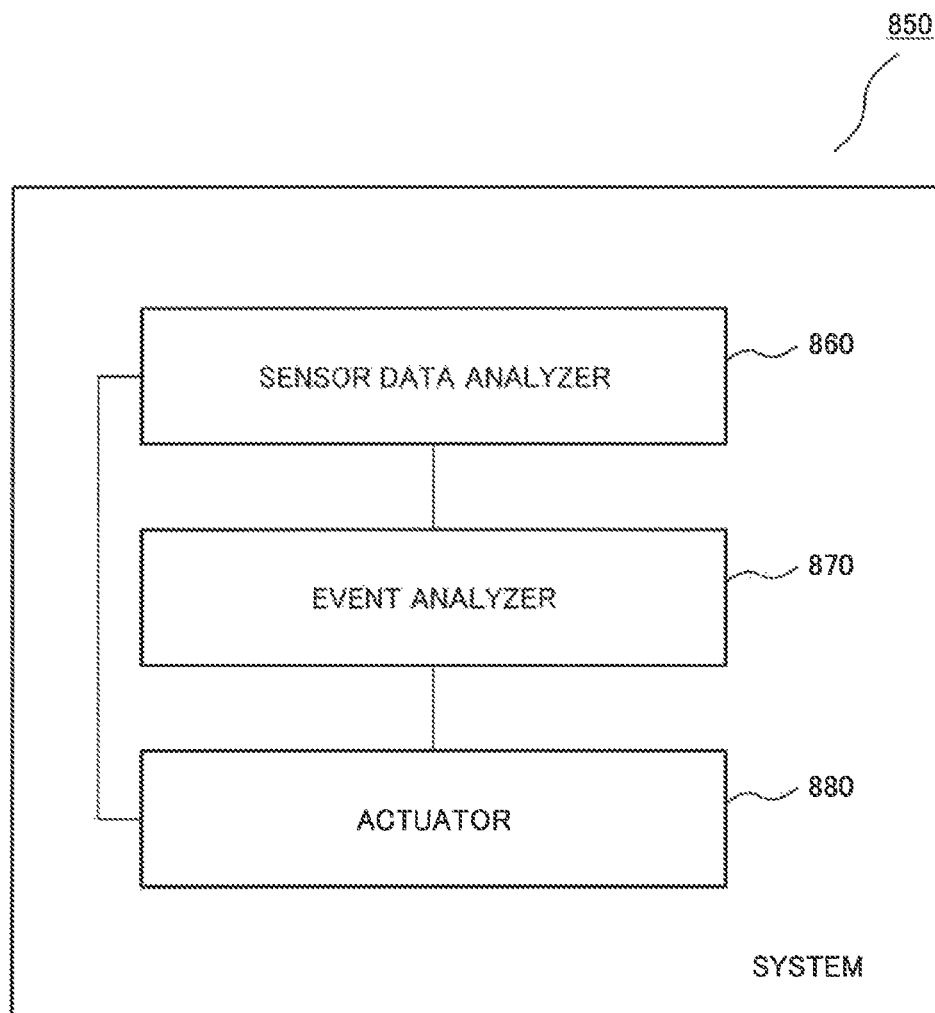 850
SENSOR DATA ANALYZER
860
EVENT ANALYZER
870
ACTUATOR
880
SYSTEM